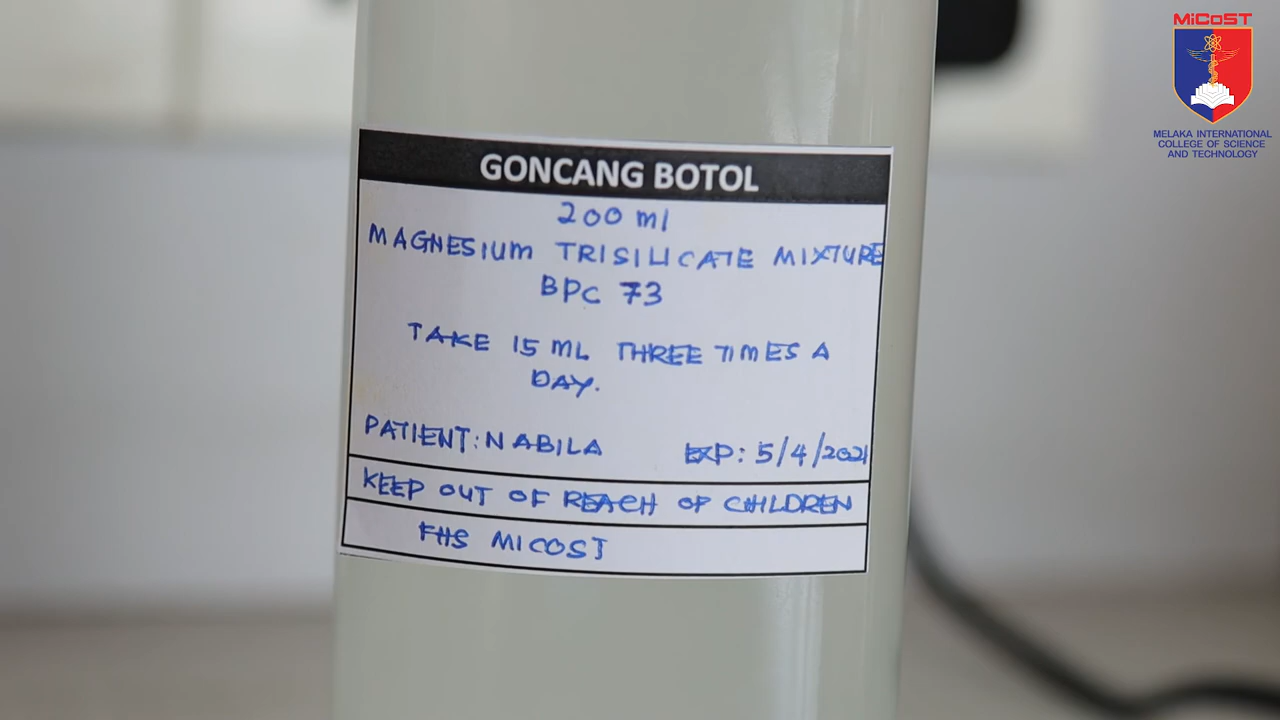 MiCoST
MELAKA INTERNATIONAL
COLLEGE OF SCIENCE
AND TECHNOLOGY
GONCANG BOTOL
200 ml
MAGNESIUM TRISILICATE MIXTURE
BPC 73
TAKE 15 ML THREE TIMES A
DAY.
PATIENT: NABILA EXP: 5/4/2021
KEEP OUT OF REACH OF CHILDREN
FHS MICOST